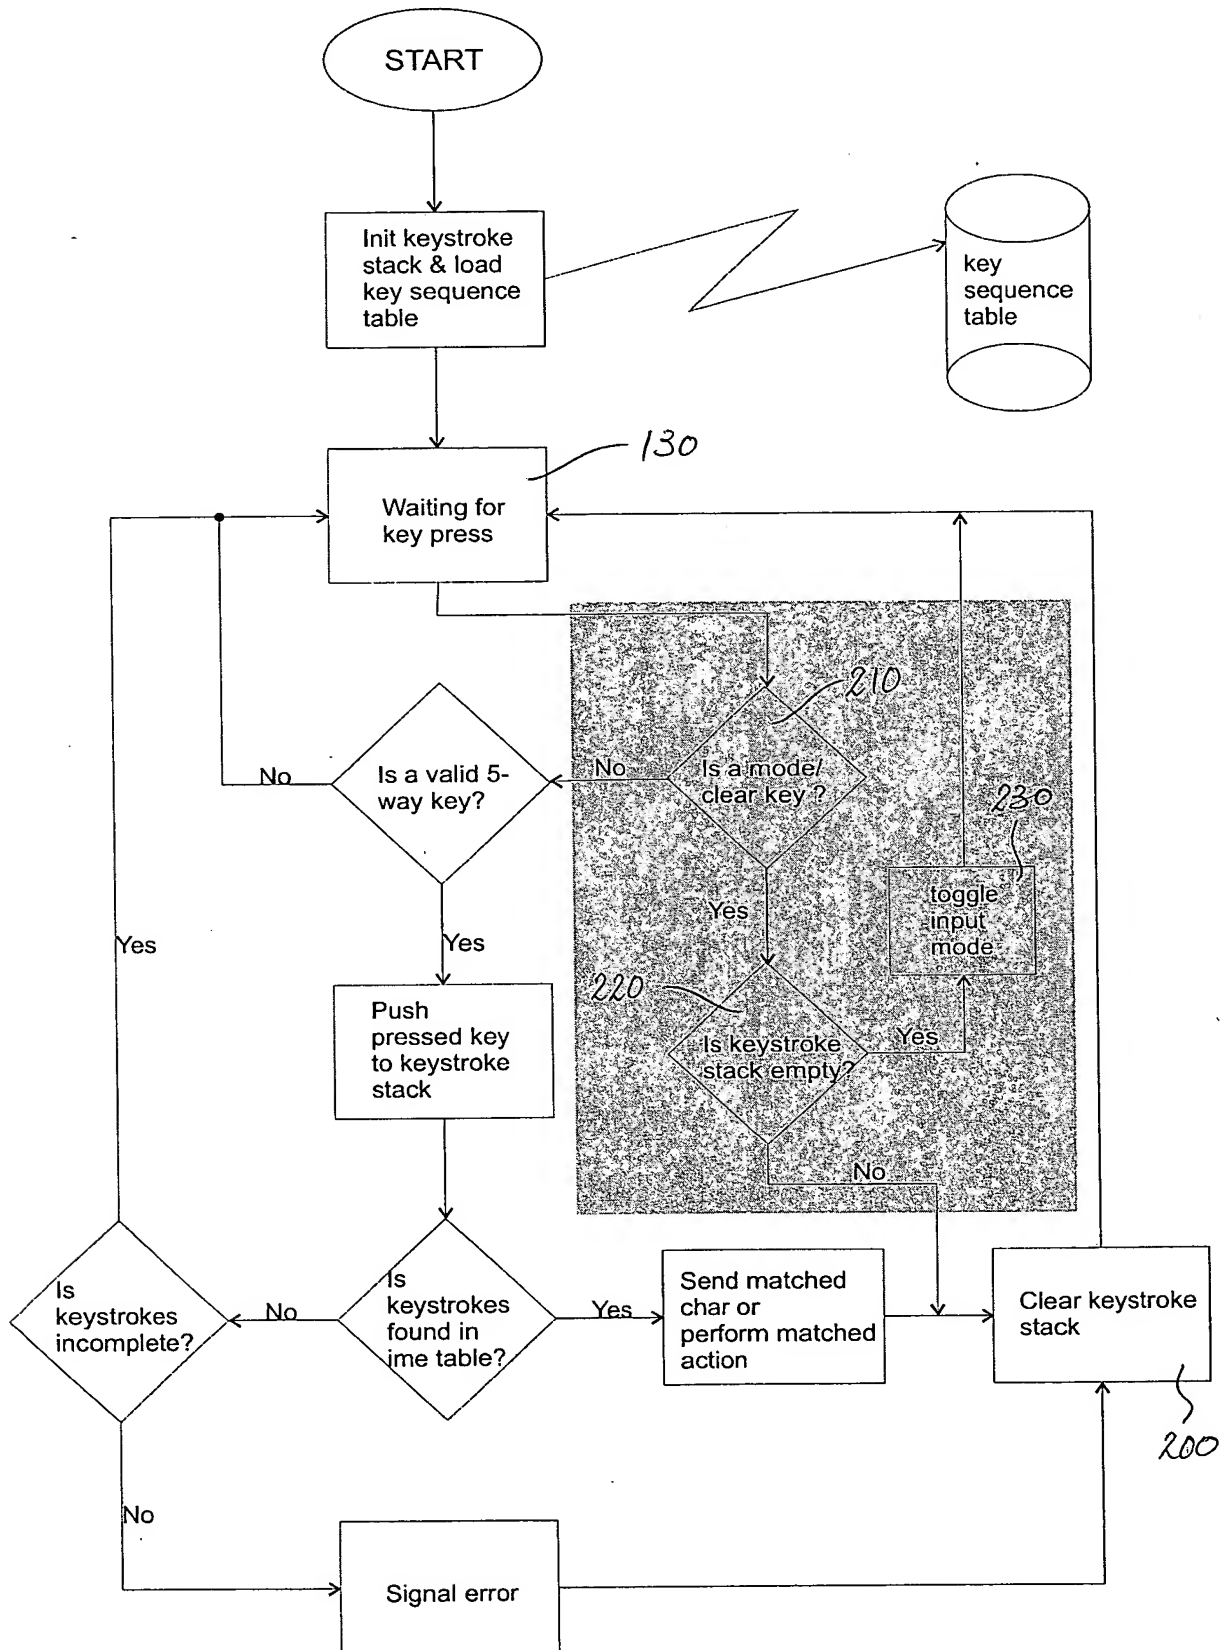 START
Init keystroke
stack & load
key sequence
table
key
sequence
table
130
Waiting for
key press
210
Is a mode/
clear key ?
No
Is a valid 5-
way key?
No
230
toggle
input
mode
Yes
Yes
Yes
220
Push
pressed key
to keystroke
stack
Is keystroke
stack empty?
Yes
No
Is
keystrokes
incomplete?
No
Is
keystrokes
found in
ime table?
Yes
Send matched
char or
perform matched
action
Clear keystroke
stack
200
No
Signal error